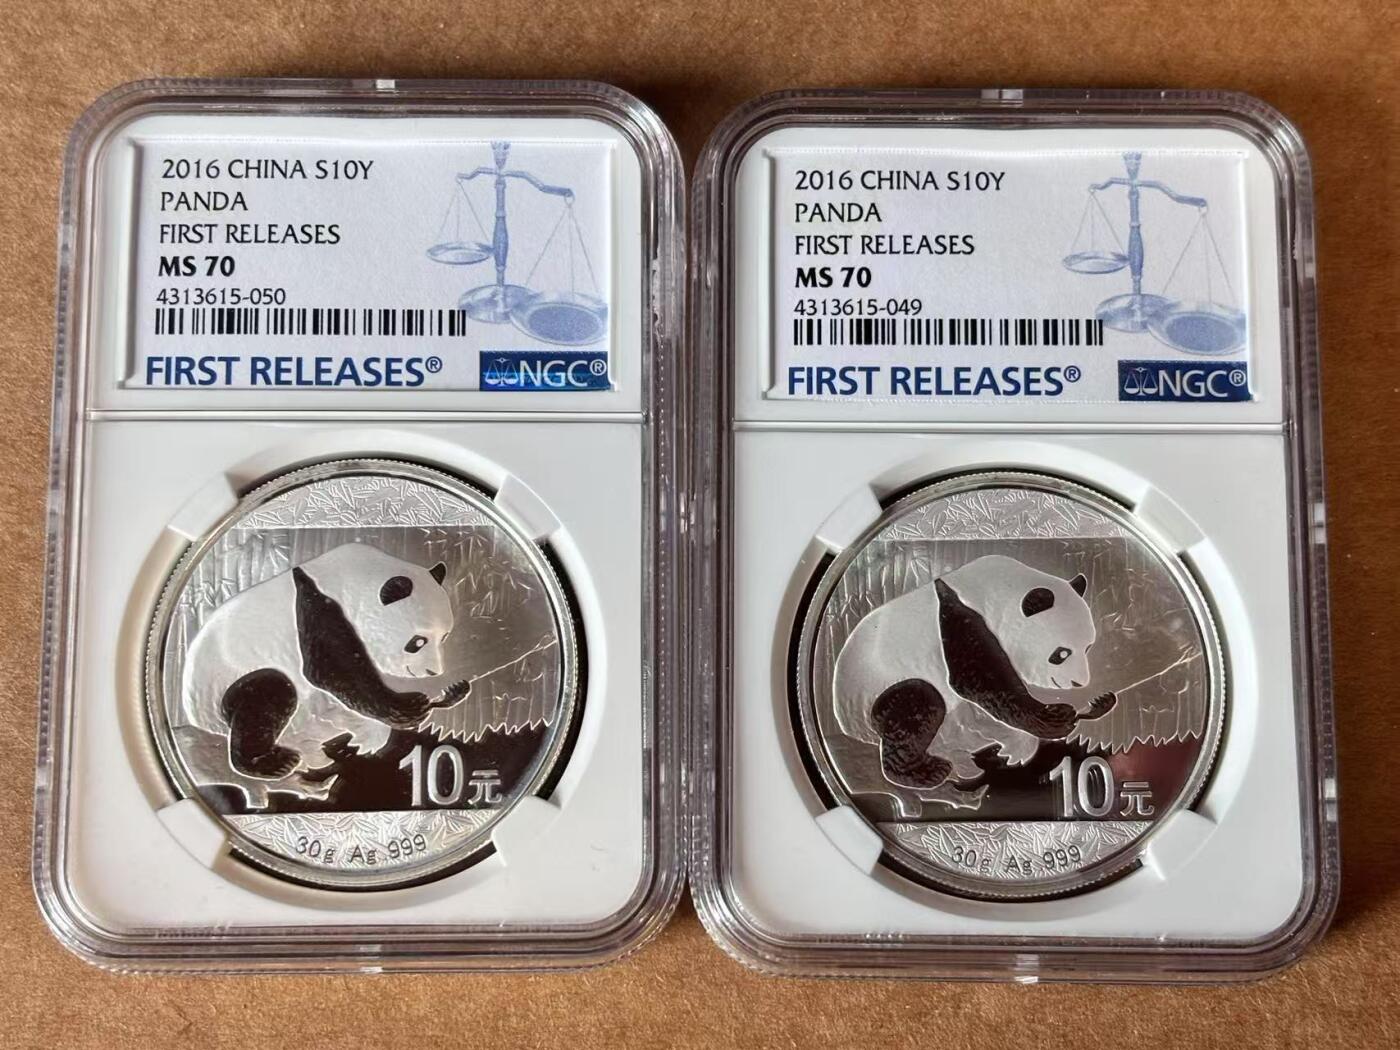 2016 CHINA S10Y
PANDA
FIRST RELEASES
MS 70
4313615-050
FIRST RELEASES® NGC®
10元
30g Ag .999
2016 CHINA S10Y
PANDA
FIRST RELEASES
MS 70
4313615-049
FIRST RELEASES® NGC®
10元
30g Ag .999